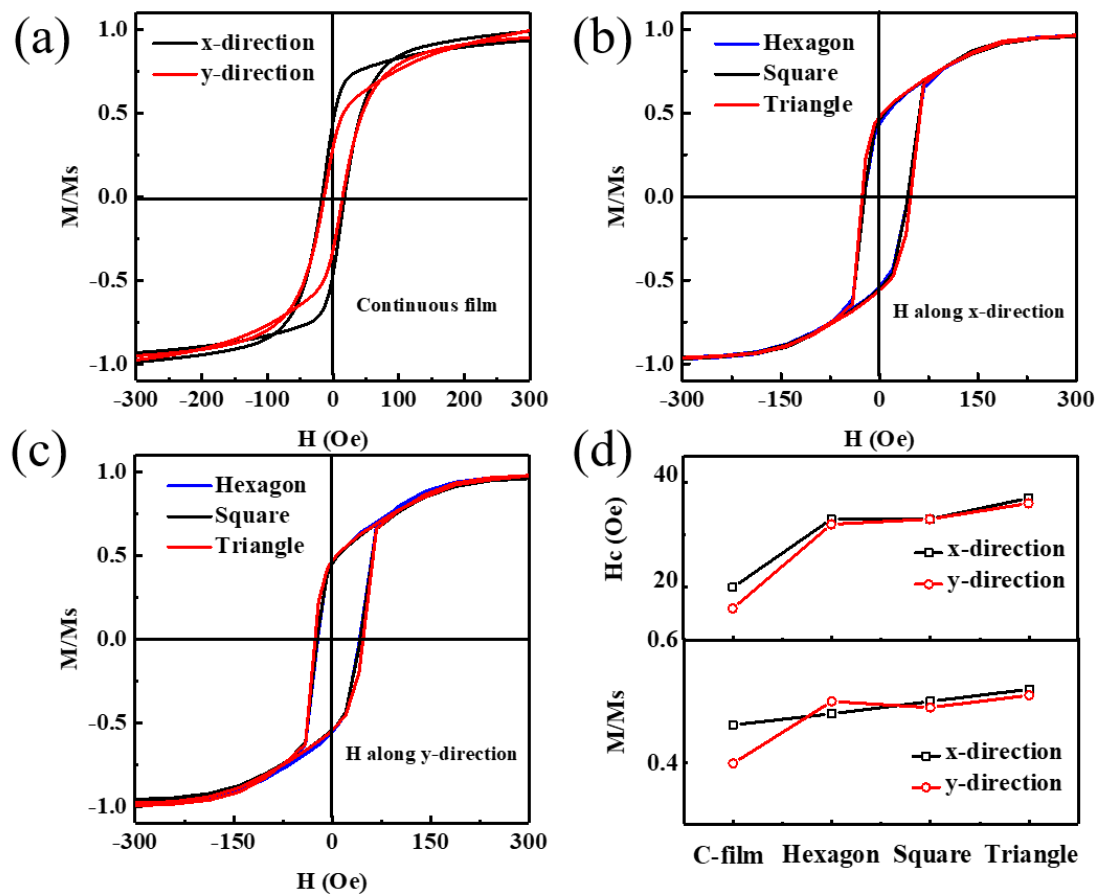 (a)
x-direction
y-direction
M/Ms
1.0
0.5
0.0
-0.5
-1.0
Continuous film
-300 -200 -100 0 100 200 300
H (Oe)
(b)
Hexagon
Square
Triangle
M/Ms
1.0
0.5
0.0
-0.5
-1.0
H along x-direction
-300 -150 0 150 300
H (Oe)
(c)
Hexagon
Square
Triangle
M/Ms
1.0
0.5
0.0
-0.5
-1.0
H along y-direction
-300 -150 0 150 300
H (Oe)
(d)
Hc (Oe)
40
20
x-direction
y-direction
0.6
M/Ms
0.4
x-direction
y-direction
C-film Hexagon Square Triangle